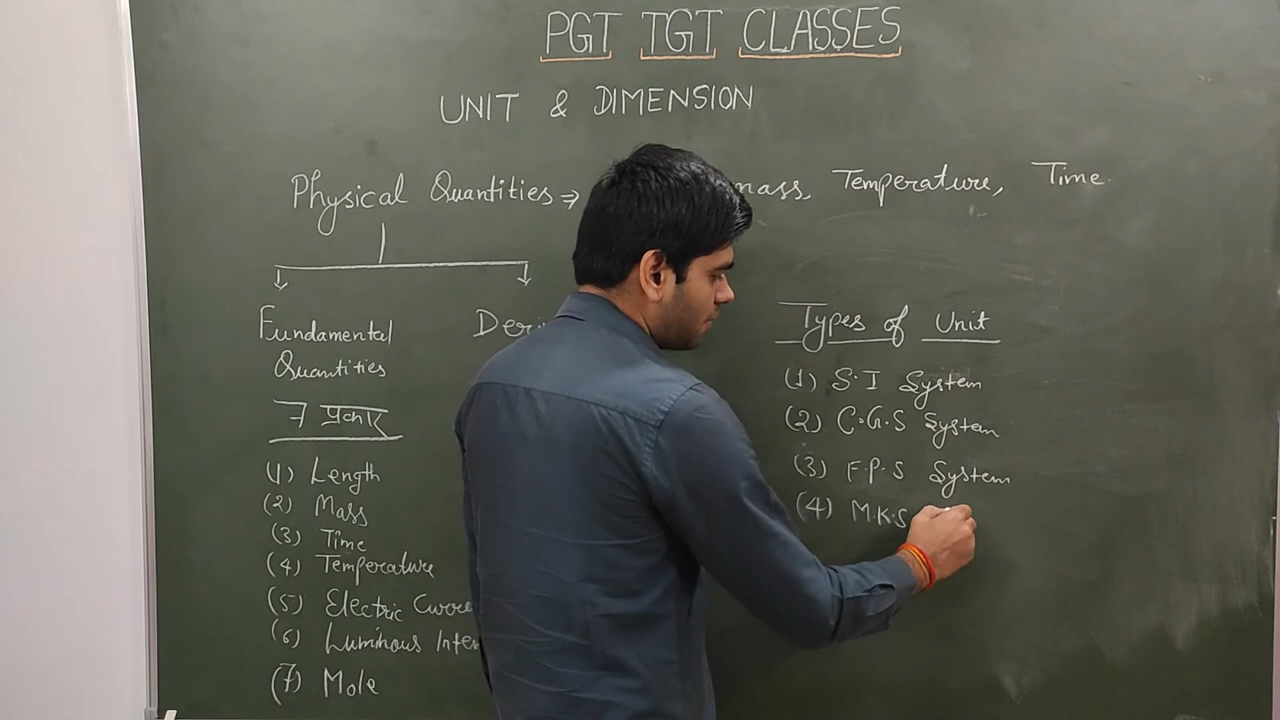 PGT TGT CLASSES
UNIT & DIMENSION
Physical Quantities ⇒ mass, Temperature, Time.
Fundamental
Quantities
7 प्रकार
(1) Length
(2) Mass
(3) Time
(4) Temperature
(5) Electric
(6) Luminous
(7) Mole
Types of Unit
(1) S.I System
(2) C.G.S System
(3) F.P.S System
(4) M.K.S